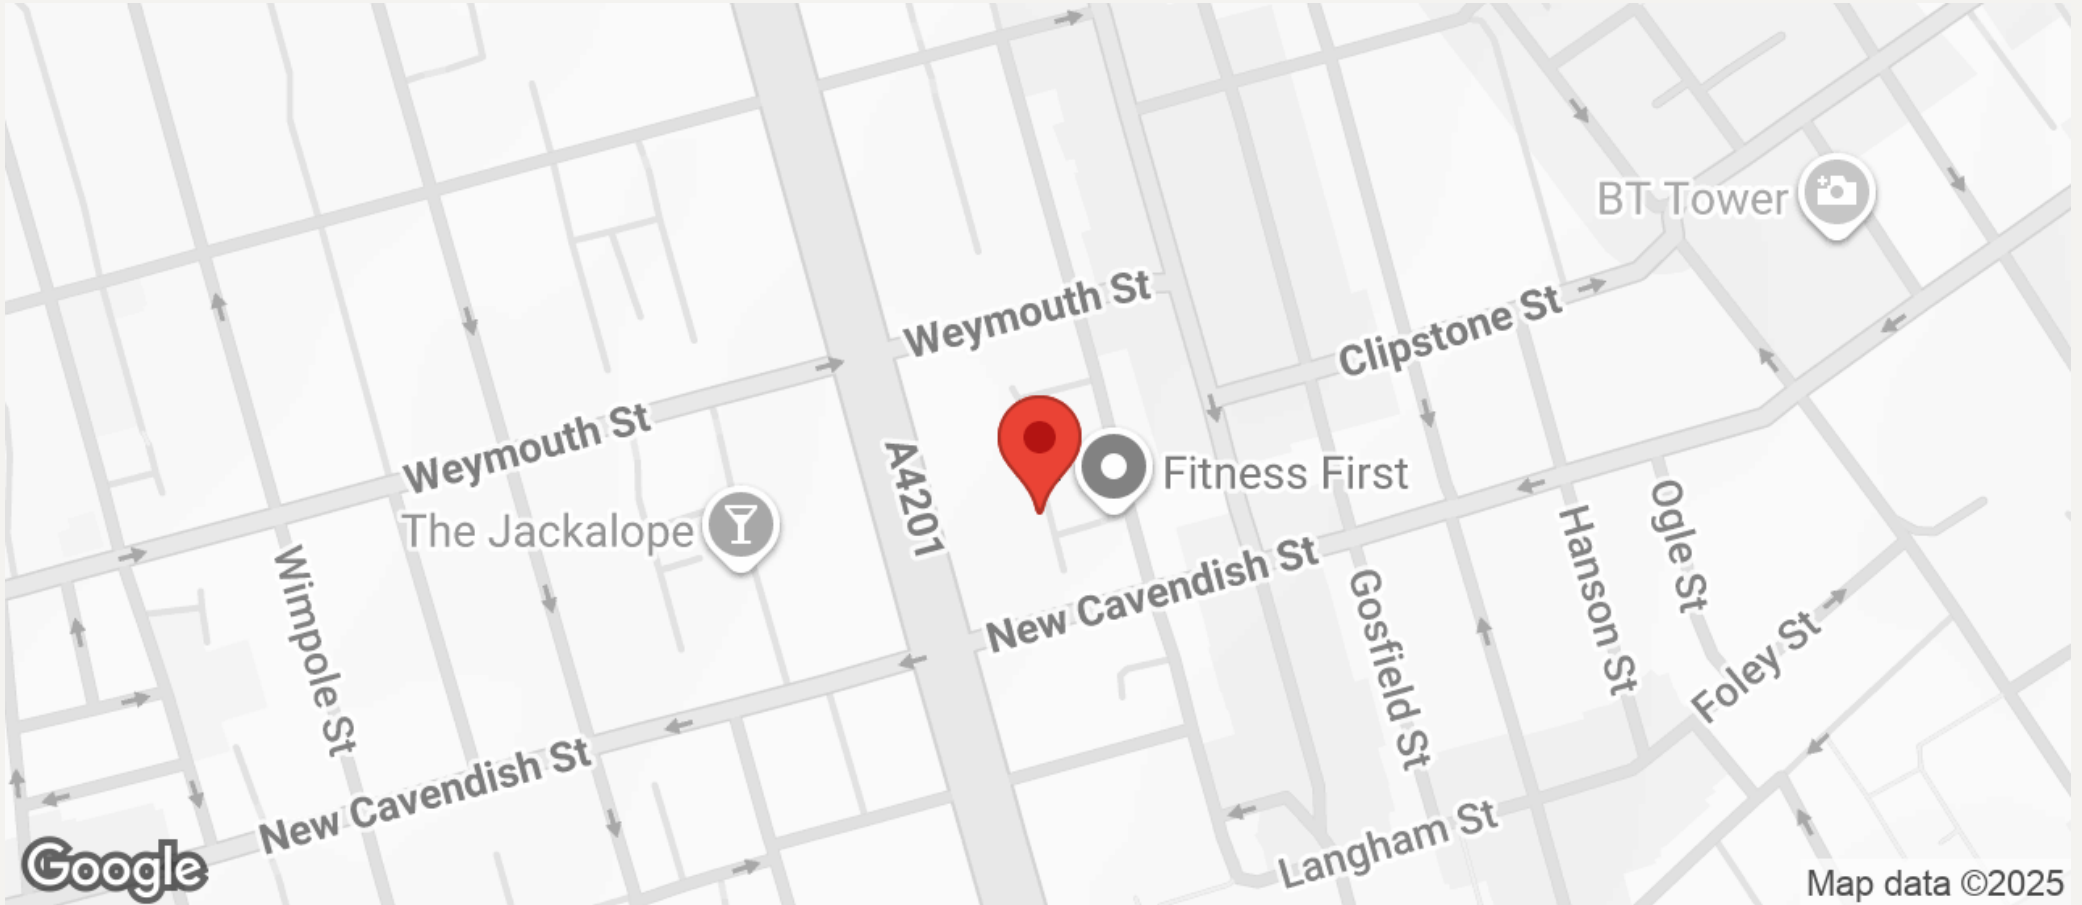 BT Tower
Weymouth St
Clipstone St
Weymouth St
A4201
Fitness First
The Jackalope
Ogle St
Hanson St
New Cavendish St
Wimpole St
Gosfield St
Foley St
New Cavendish St
Langham St
Google
Map data ©2025